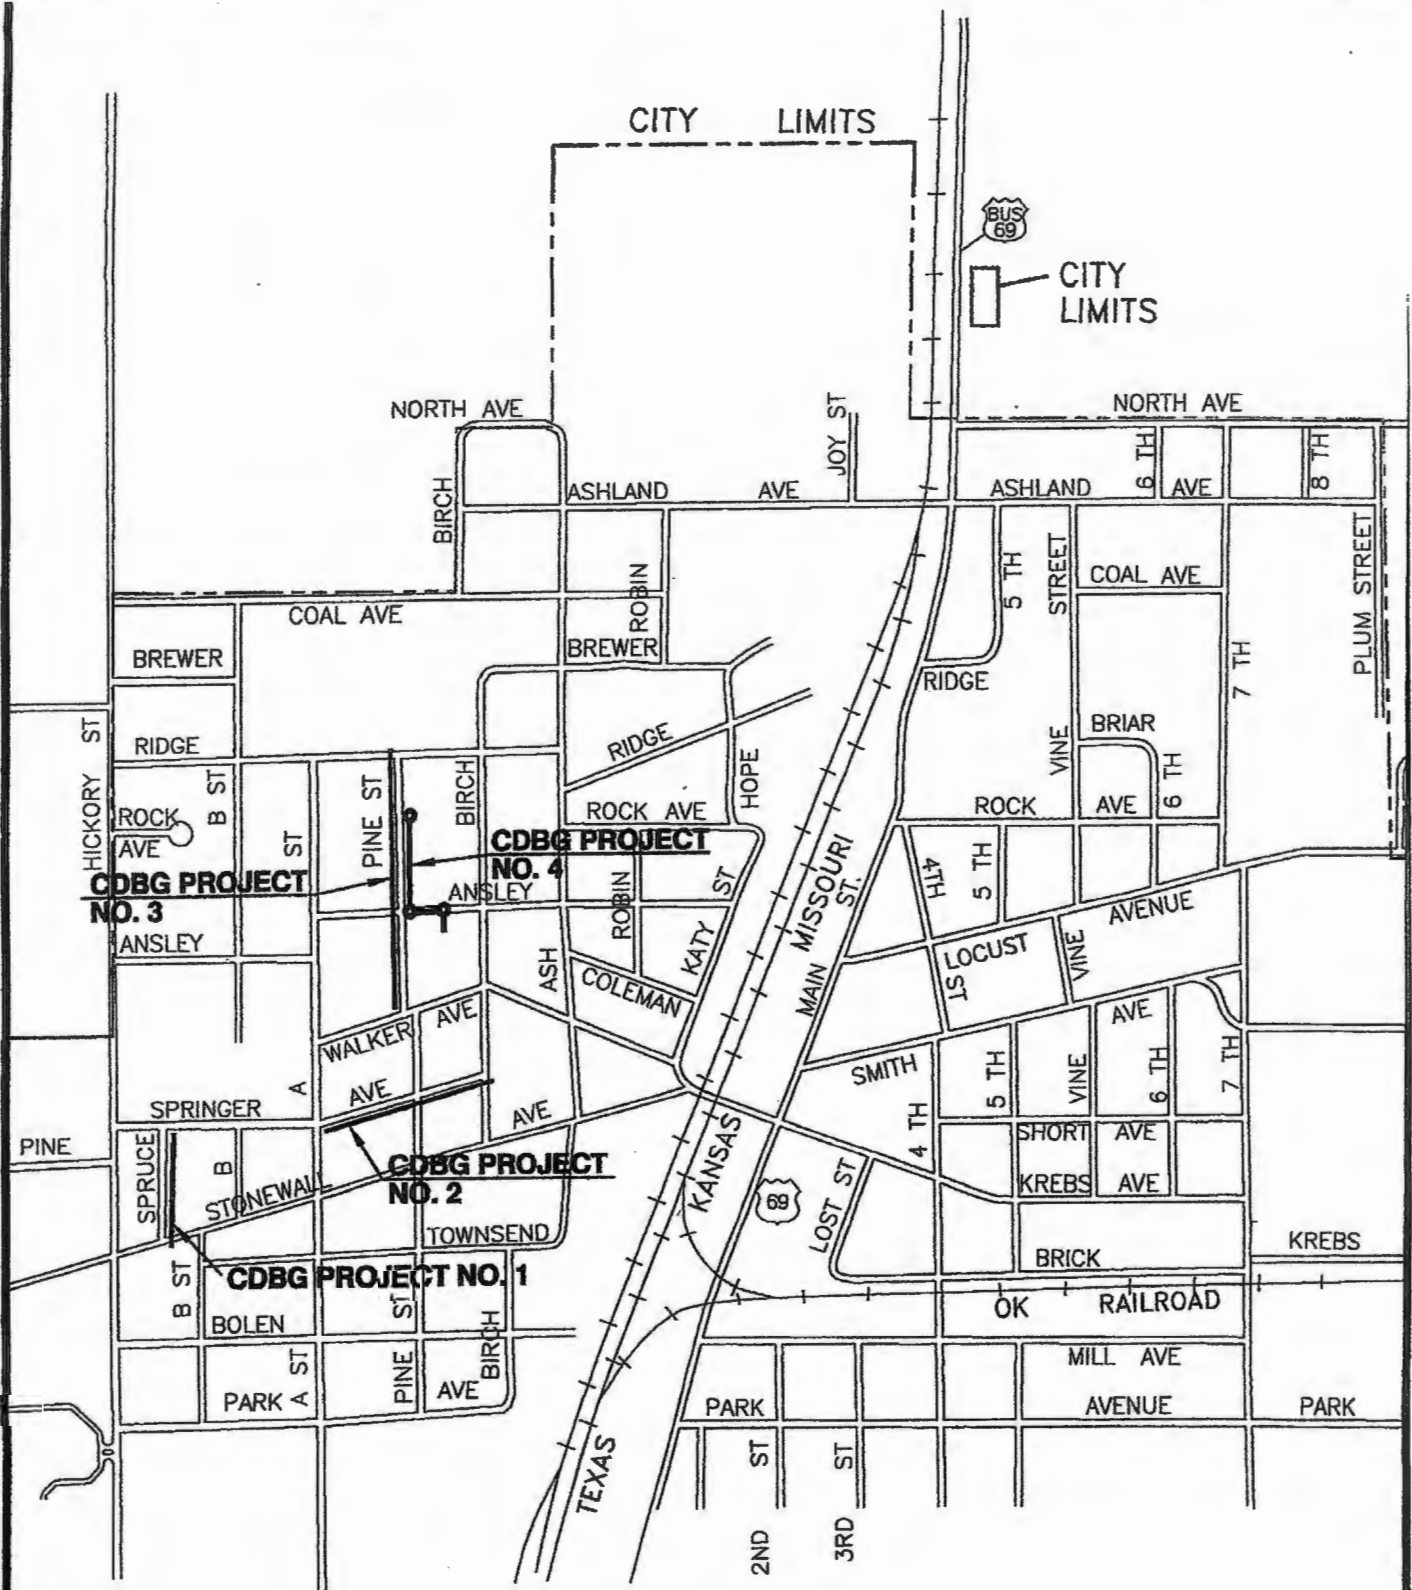 CITY LIMITS
BUS
69
CITY
LIMITS
NORTH AVE
JOY ST
NORTH AVE
6 TH
8 TH
BIRCH
ASHLAND AVE
ASHLAND AVE
ROBIN
5 TH
STREET
COAL AVE
PLUM STREET
COAL AVE
BREWER
BREWER
7 TH
RIDGE
HICKORY ST
RIDGE
RIDGE
BRIAR
VINE
B ST
PINE ST
BIRCH
HOPE
6 TH
ROCK
AVE
ROCK AVE
ROCK AVE
ST
CDBG PROJECT
NO. 4
CDBG PROJECT
NO. 3
ANSLEY
ROBIN
KATY ST.
MISSOURI
MAIN ST.
4TH
ST
5 TH
AVENUE
ANSLEY
LOCUST
VINE
ASH
COLEMAN
WALKER AVE
AVE
A
SMITH
AVE
5 TH
VINE
6 TH
7 TH
SPRINGER
AVE
AVE
PINE
SPRUCE
B
STONEWALL
CDBG PROJECT
NO. 2
KANSAS
69
LOST ST
4 TH
SHORT AVE
KREBS AVE
TOWNSEND
BRICK
KREBS
CDBG PROJECT NO. 1
B ST
BOLEN
ST
PINE
BIRCH
OK RAILROAD
MILL AVE
A ST
PARK
AVE
PARK
AVENUE
PARK
TEXAS
2ND ST
3RD ST